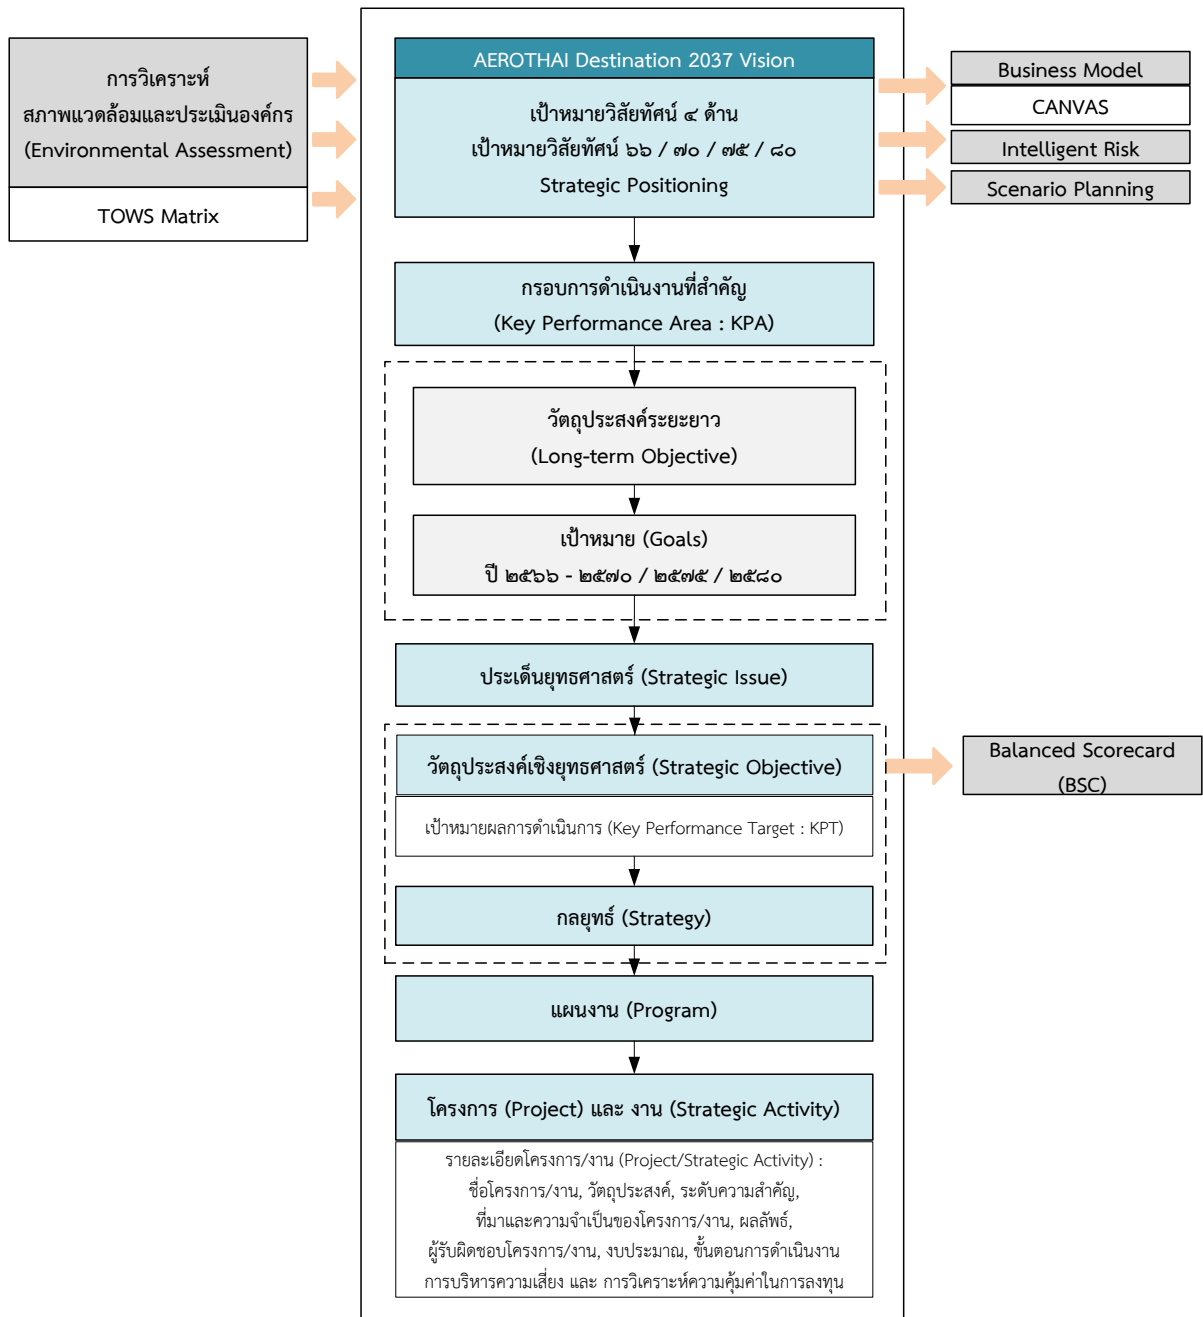 การวิเคราะห์
สภาพแวดล้อมและประเมินองค์กร
(Environmental Assessment)
TOWS Matrix
AEROTHAI Destination 2037 Vision
เป้าหมายวิสัยทัศน์ ๔ ด้าน
เป้าหมายวิสัยทัศน์ ๖๖ / ๗๐ / ๗๕ / ๘๐
Strategic Positioning
Business Model
CANVAS
Intelligent Risk
Scenario Planning
กรอบการดำเนินงานที่สำคัญ
(Key Performance Area : KPA)
วัตถุประสงค์ระยะยาว
(Long-term Objective)
เป้าหมาย (Goals)
ปี ๒๕๖๖ - ๒๕๗๐ / ๒๕๗๕ / ๒๕๘๐
ประเด็นยุทธศาสตร์ (Strategic Issue)
วัตถุประสงค์เชิงยุทธศาสตร์ (Strategic Objective)
เป้าหมายผลการดำเนินการ (Key Performance Target : KPT)
Balanced Scorecard
(BSC)
กลยุทธ์ (Strategy)
แผนงาน (Program)
โครงการ (Project) และ งาน (Strategic Activity)
รายละเอียดโครงการ/งาน (Project/Strategic Activity) :
ชื่อโครงการ/งาน, วัตถุประสงค์, ระดับความสำคัญ,
ที่มาและความจำเป็นของโครงการ/งาน, ผลลัพธ์,
ผู้รับผิดชอบโครงการ/งาน, งบประมาณ, ขั้นตอนการดำเนินงาน
การบริหารความเสี่ยง และ การวิเคราะห์ความคุ้มค่าในการลงทุน